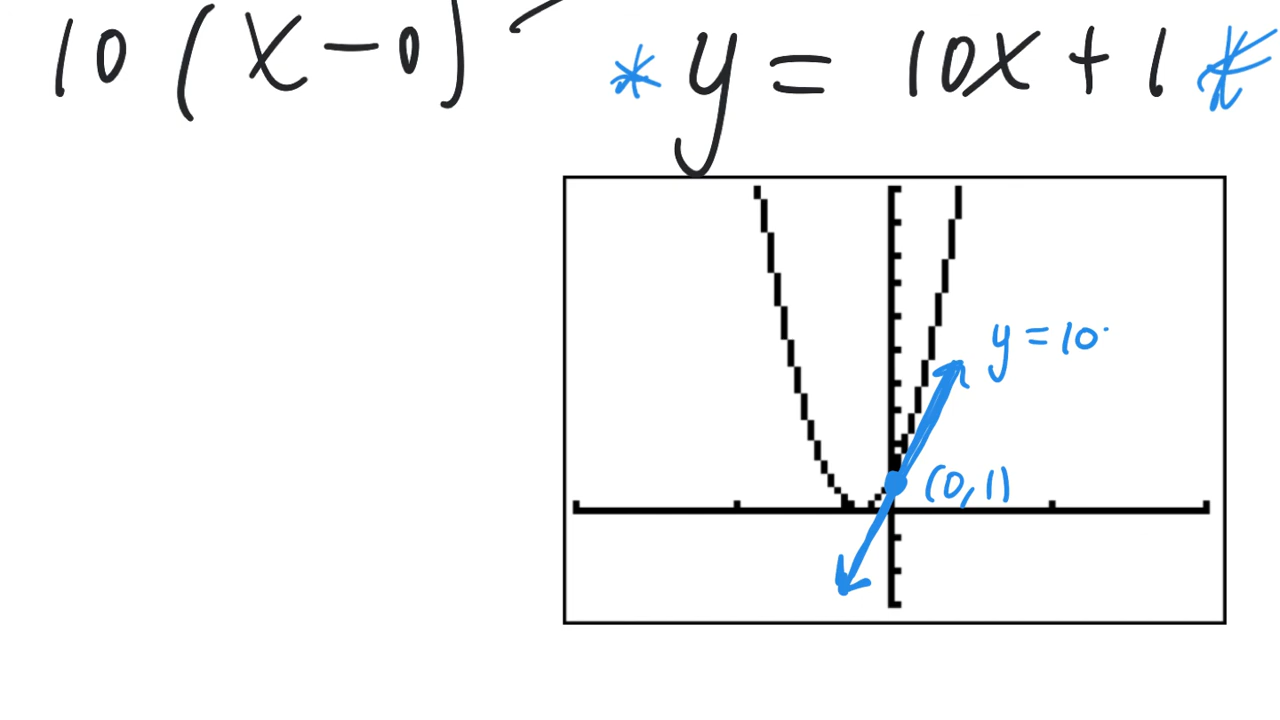 10(x-0)
*y = 10x + 1*
y = 10
(0,1)